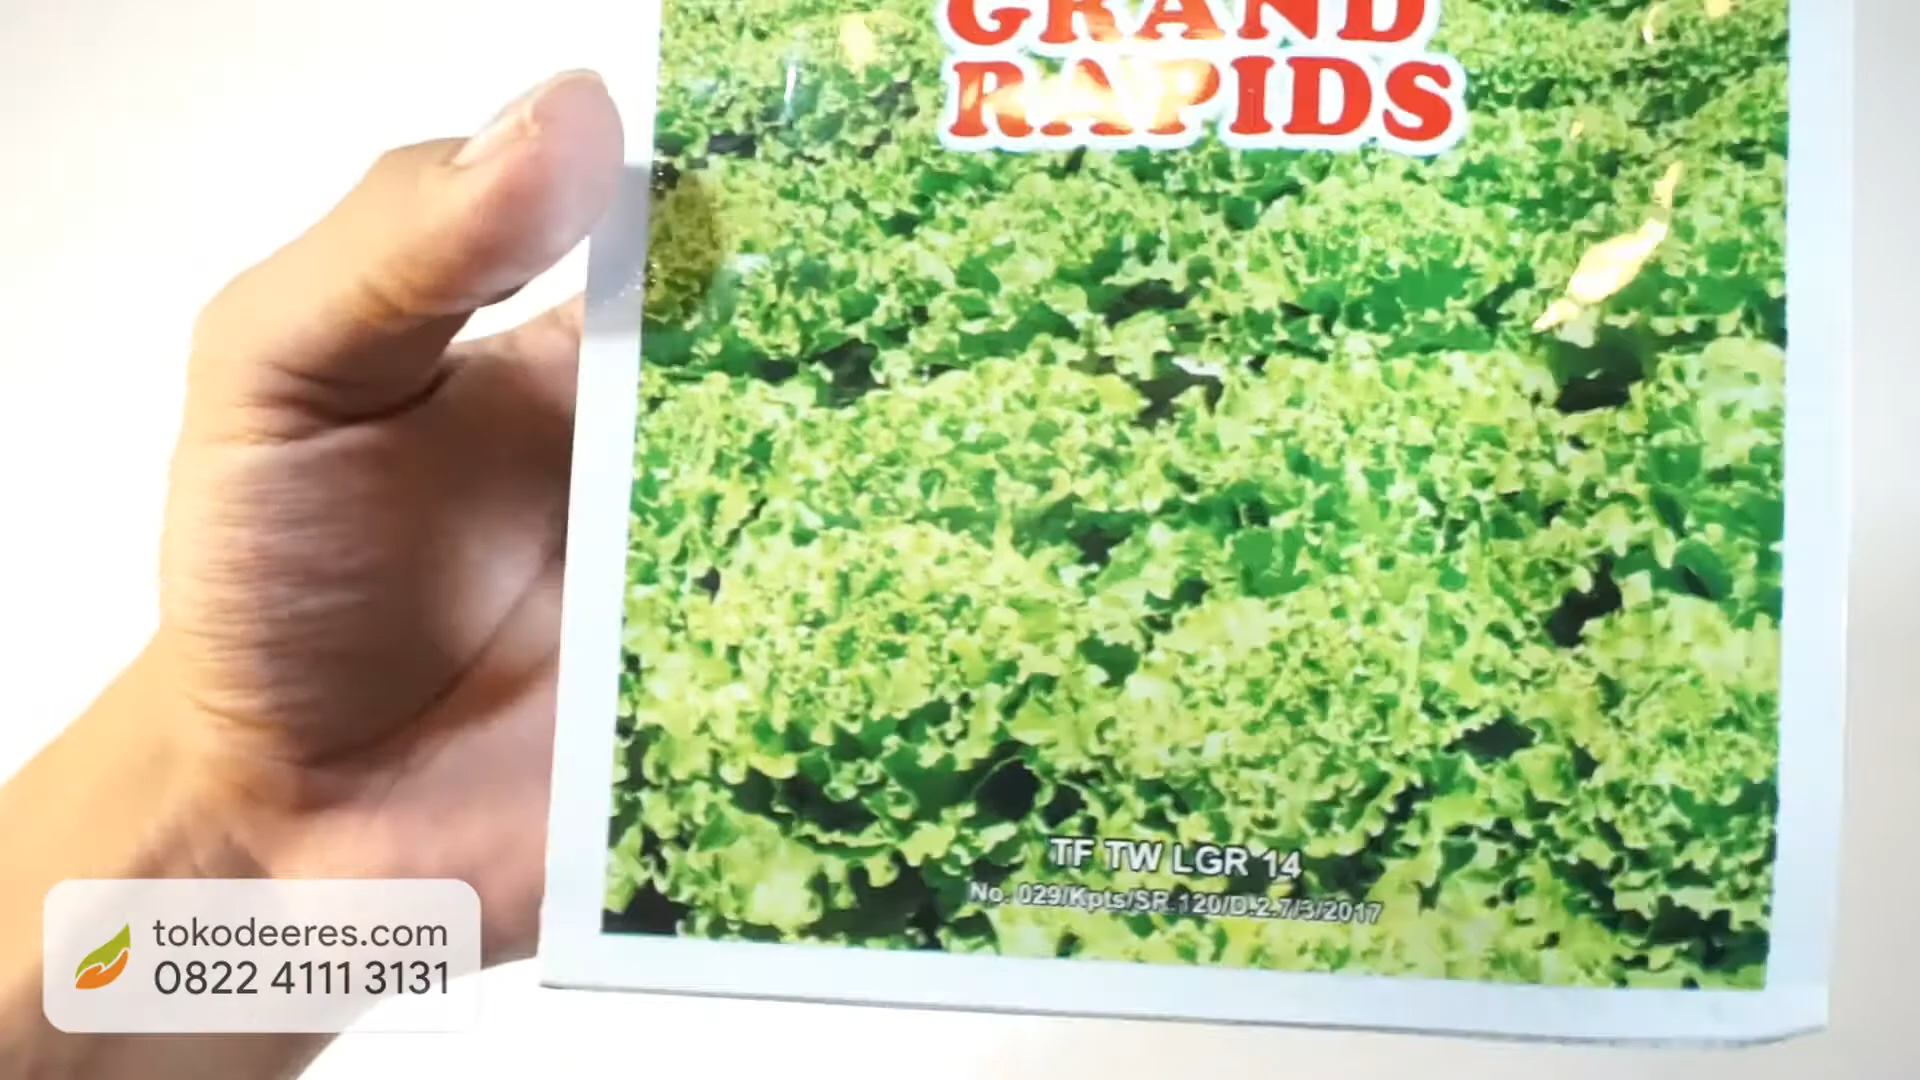 GRAND
RAPIDS
TF TW LGR 14
No. 029/Kpts/SR.120/D.2.7/3/2017
tokodeeres.com
0822 4111 3131